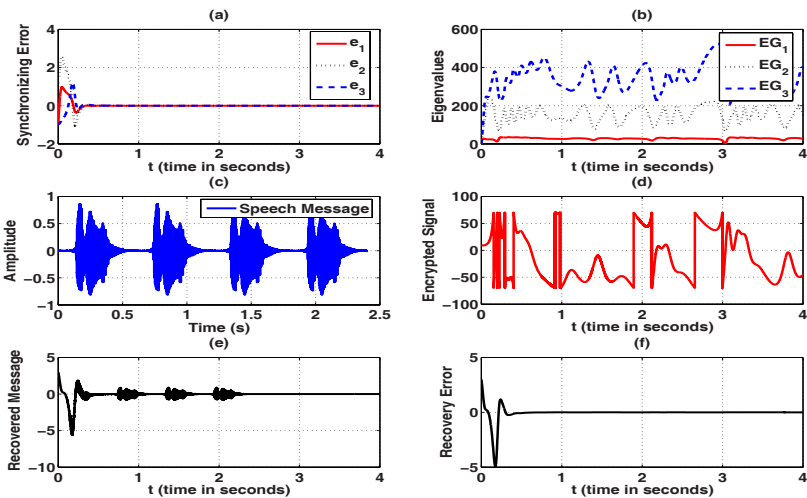 (a)
Synchronizing Error
4
2
0
−2
0 1 2 3 4
t (time in seconds)
e1
e2
e3
(b)
Eigenvalues
600
400
200
0
0 1 2 3 4
t (time in seconds)
EG1
EG2
EG3
(c)
Amplitude
1
0.5
0
−0.5
−1
0 0.5 1 1.5 2 2.5
Time (s)
Speech Message
(d)
Encrypted Signal
100
50
0
−50
−100
0 1 2 3 4
t (time in seconds)
(e)
Recovered Message
5
0
−5
−10
0 1 2 3 4
t (time in seconds)
(f)
Recovery Error
5
0
−5
0 1 2 3 4
t (time in seconds)